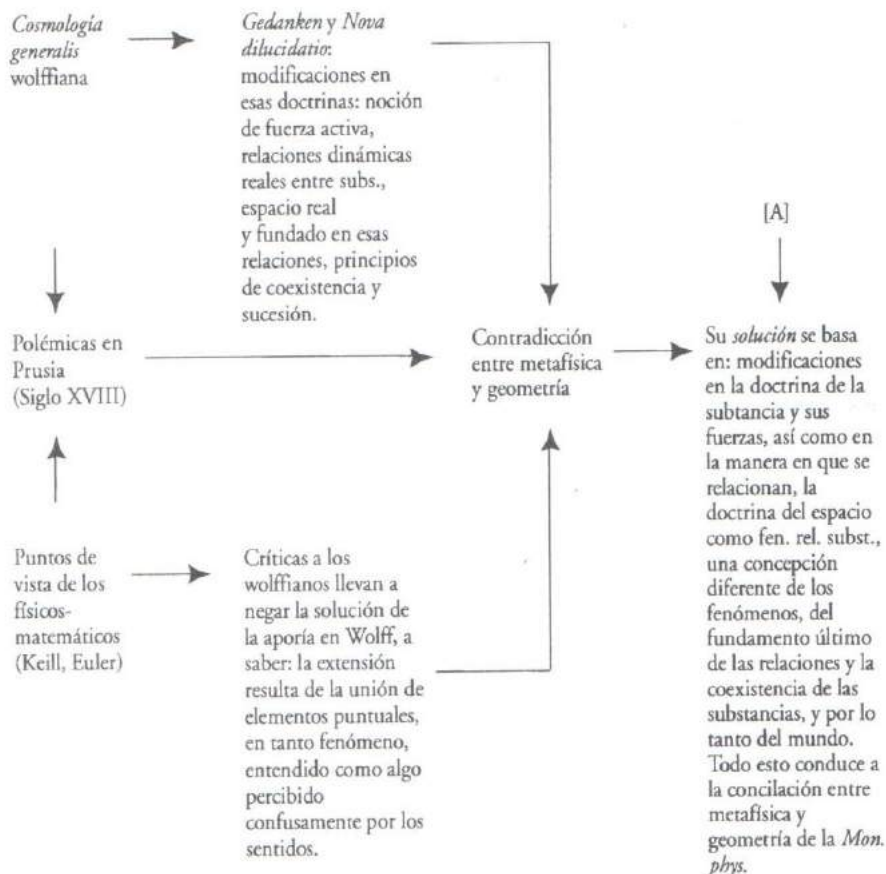 Cosmología
generalis
wolffiana
Gedanken y Nova
dilucidatio:
modificaciones en
esas doctrinas: noción
de fuerza activa,
relaciones dinámicas
reales entre subs.,
espacio real
y fundado en esas
relaciones, principios
de coexistencia y
sucesión.
[A]
Polémicas en
Prusia
(Siglo XVIII)
Contradicción
entre metafísica
y geometría
Su solución se basa
en: modificaciones
en la doctrina de la
subtancia y sus
fuerzas, así como en
la manera en que se
relacionan, la
doctrina del espacio
como fen. rel. subst.,
una concepción
diferente de los
fenómenos, del
fundamento último
de las relaciones y la
coexistencia de las
substancias, y por lo
tanto del mundo.
Todo esto conduce a
la concilación entre
metafísica y
geometría de la Mon.
phys.
Puntos de
vista de los
físicos-
matemáticos
(Keill, Euler)
Críticas a los
wolffianos llevan a
negar la solución de
la aporía en Wolff, a
saber: la extensión
resulta de la unión de
elementos puntuales,
en tanto fenómeno,
entendido como algo
percibido
confusamente por los
sentidos.